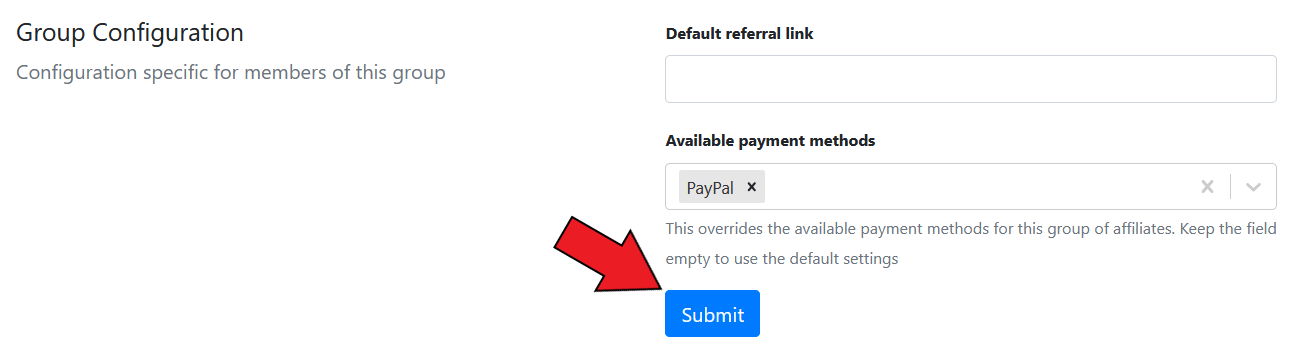 Group Configuration
Configuration specific for members of this group
Default referral link
Available payment methods
PayPal
This overrides the available payment methods for this group of affiliates. Keep the field
empty to use the default settings
Submit